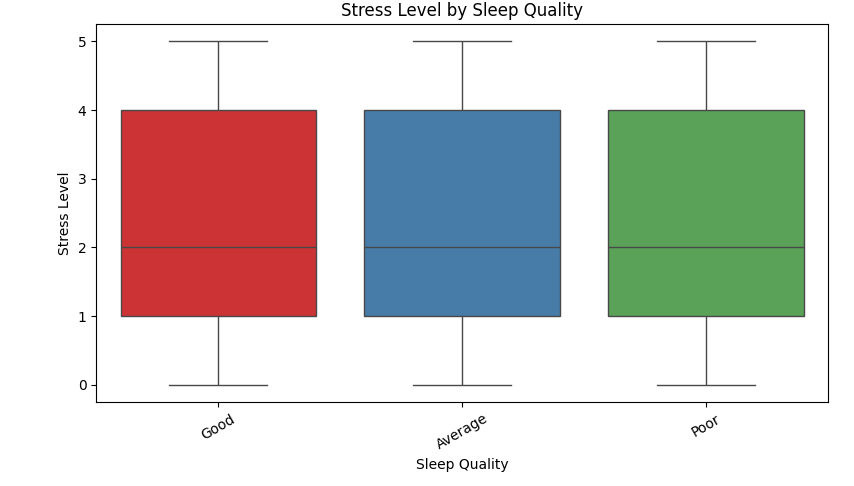 Stress Level by Sleep Quality
Stress Level
5
4
3
2
1
0
Good
Average
Poor
Sleep Quality